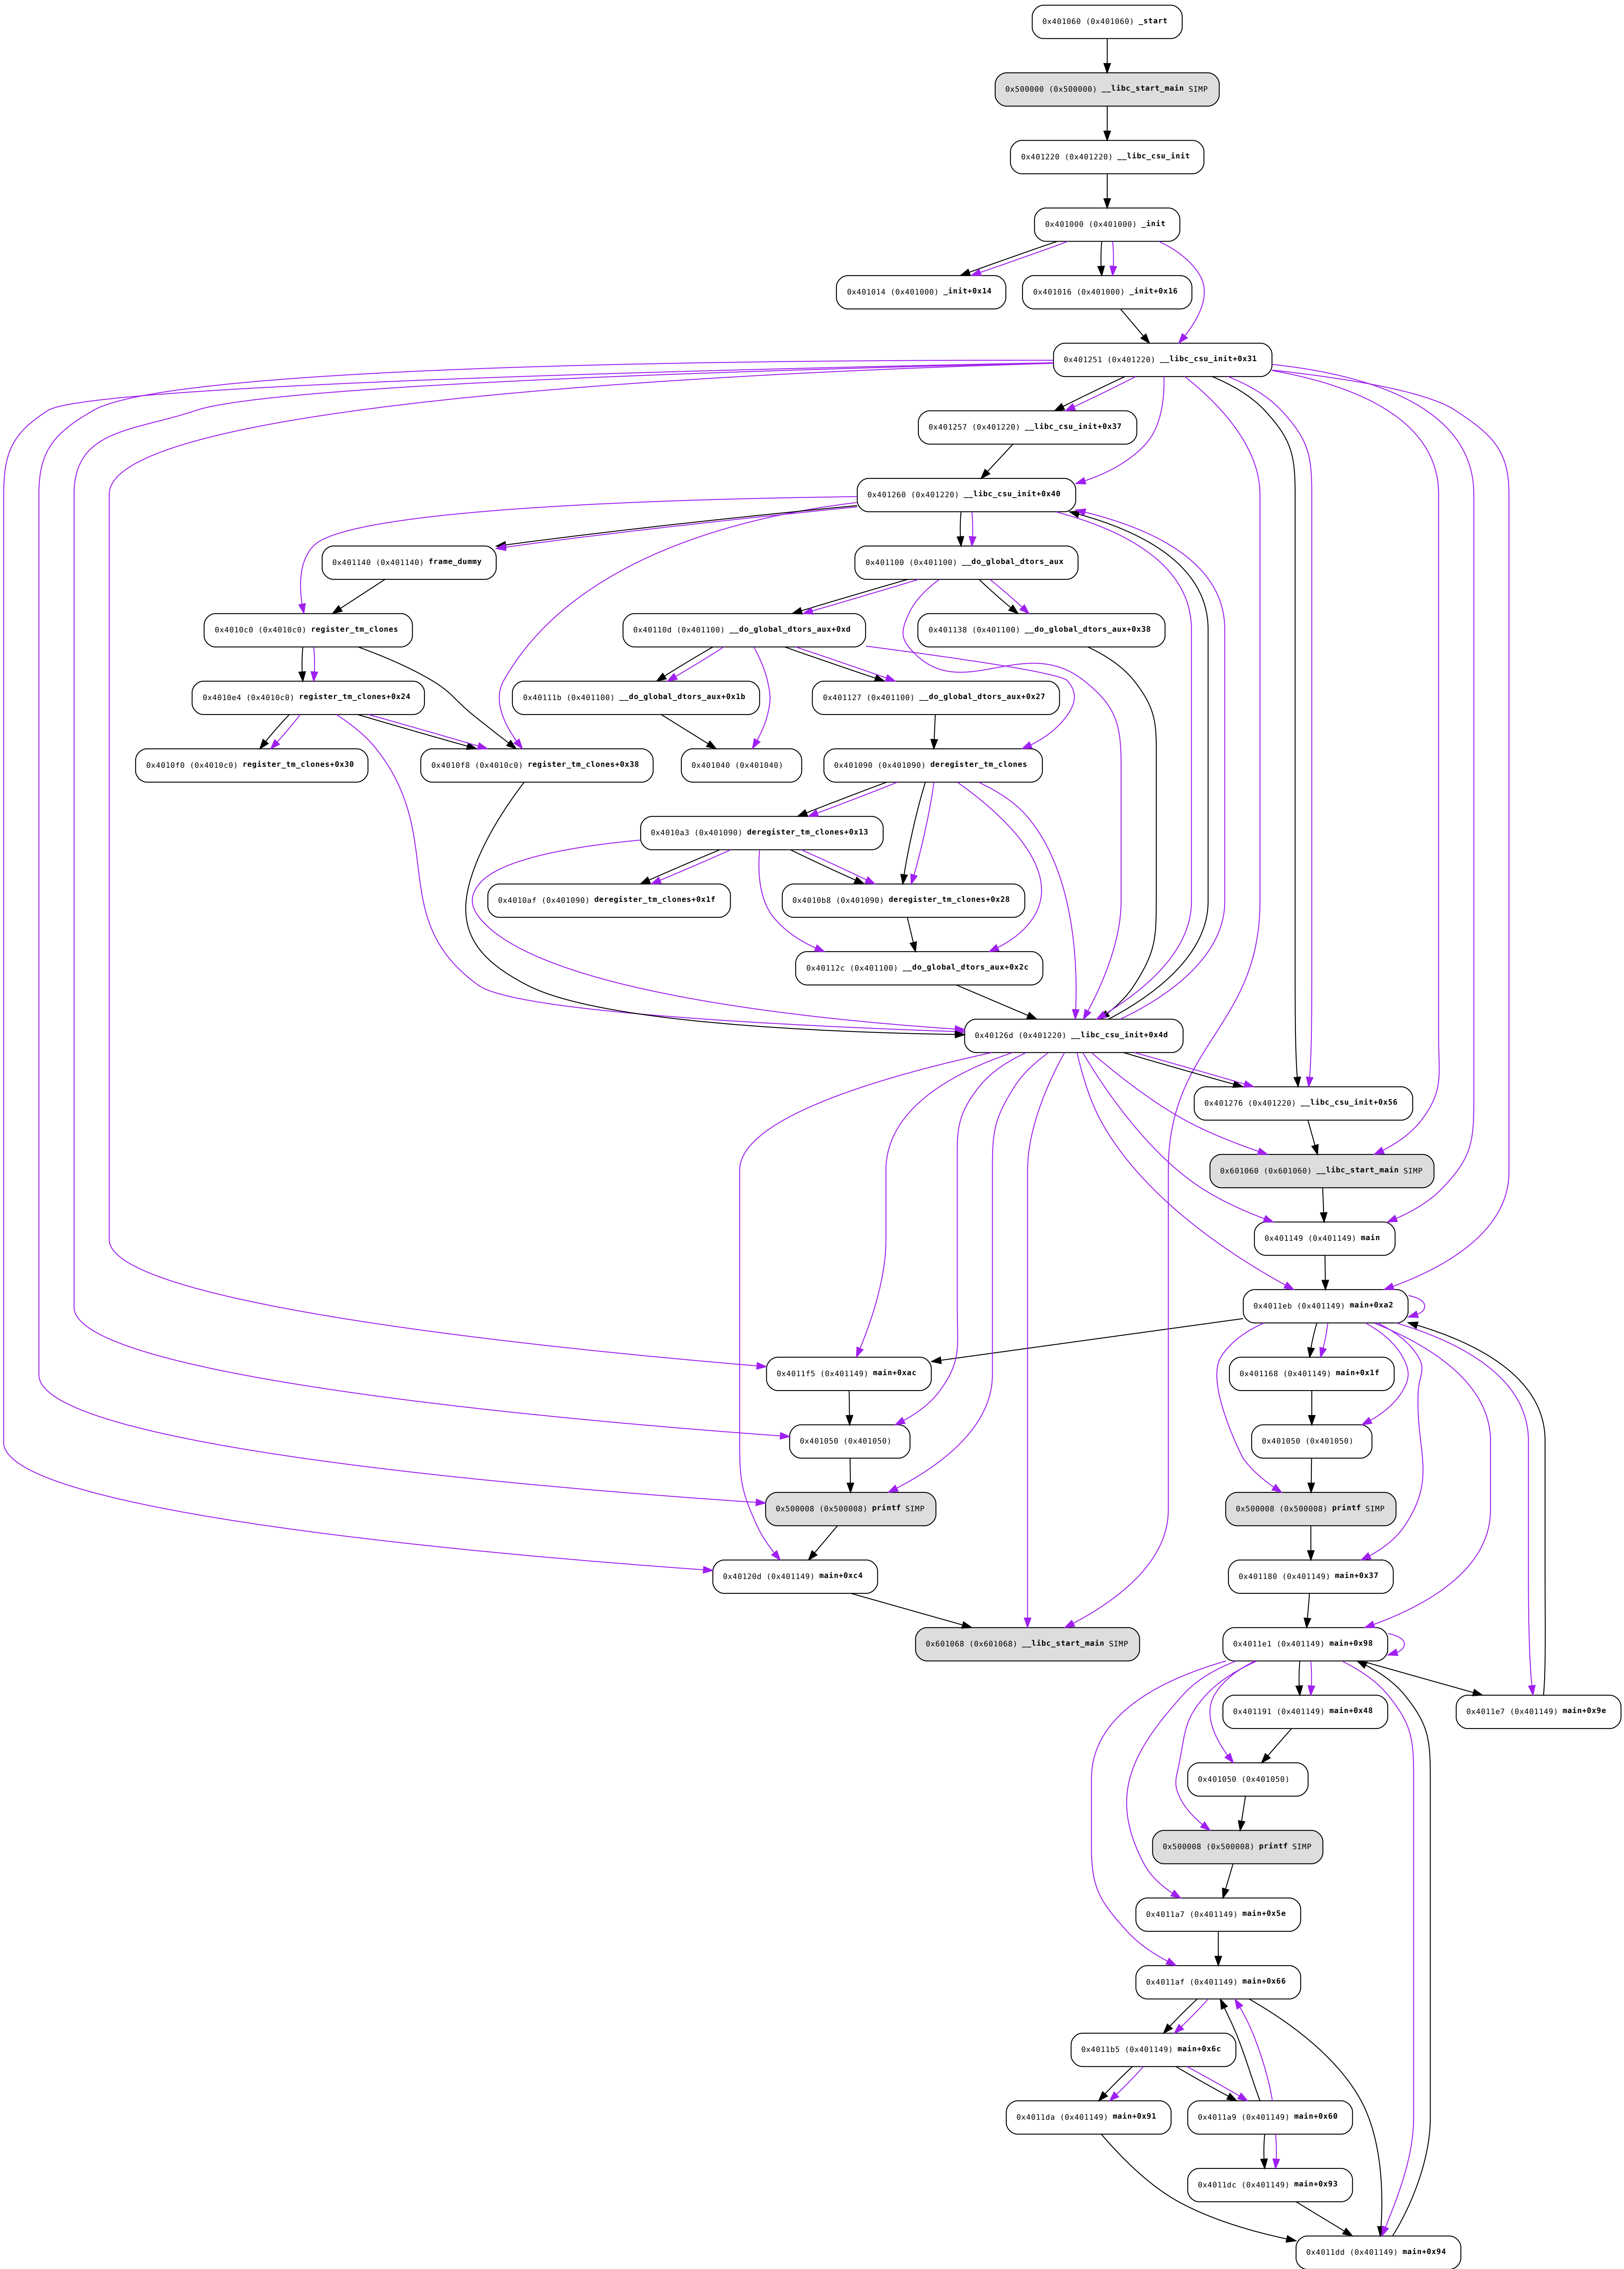 0x401060 (0x401060) _start
0x500000 (0x500000) __libc_start_main SIMP
0x401220 (0x401220) __libc_csu_init
0x401000 (0x401000) _init
0x401014 (0x401000) _init+0x14
0x401016 (0x401000) _init+0x16
0x401251 (0x401220) __libc_csu_init+0x31
0x401257 (0x401220) __libc_csu_init+0x37
0x401260 (0x401220) __libc_csu_init+0x40
0x401140 (0x401140) frame_dummy
0x401100 (0x401100) __do_global_dtors_aux
0x4010c0 (0x4010c0) register_tm_clones
0x40110d (0x401100) __do_global_dtors_aux+0xd
0x401138 (0x401100) __do_global_dtors_aux+0x38
0x4010e4 (0x4010c0) register_tm_clones+0x24
0x40111b (0x401100) __do_global_dtors_aux+0x1b
0x401127 (0x401100) __do_global_dtors_aux+0x27
0x4010f0 (0x4010c0) register_tm_clones+0x30
0x4010f8 (0x4010c0) register_tm_clones+0x38
0x401040 (0x401040)
0x401090 (0x401090) deregister_tm_clones
0x4010a3 (0x401090) deregister_tm_clones+0x13
0x4010af (0x401090) deregister_tm_clones+0x1f
0x4010b8 (0x401090) deregister_tm_clones+0x28
0x40112c (0x401100) __do_global_dtors_aux+0x2c
0x40126d (0x401220) __libc_csu_init+0x4d
0x401276 (0x401220) __libc_csu_init+0x56
0x601060 (0x601060) __libc_start_main SIMP
0x401149 (0x401149) main
0x4011eb (0x401149) main+0xa2
0x4011f5 (0x401149) main+0xac
0x401168 (0x401149) main+0x1f
0x401050 (0x401050)
0x401050 (0x401050)
0x500008 (0x500008) printf SIMP
0x500008 (0x500008) printf SIMP
0x40120d (0x401149) main+0xc4
0x401180 (0x401149) main+0x37
0x601068 (0x601068) __libc_start_main SIMP
0x4011e1 (0x401149) main+0x98
0x401191 (0x401149) main+0x48
0x4011e7 (0x401149) main+0x9e
0x401050 (0x401050)
0x500008 (0x500008) printf SIMP
0x4011a7 (0x401149) main+0x5e
0x4011af (0x401149) main+0x66
0x4011b5 (0x401149) main+0x6c
0x4011da (0x401149) main+0x91
0x4011a9 (0x401149) main+0x60
0x4011dc (0x401149) main+0x93
0x4011dd (0x401149) main+0x94